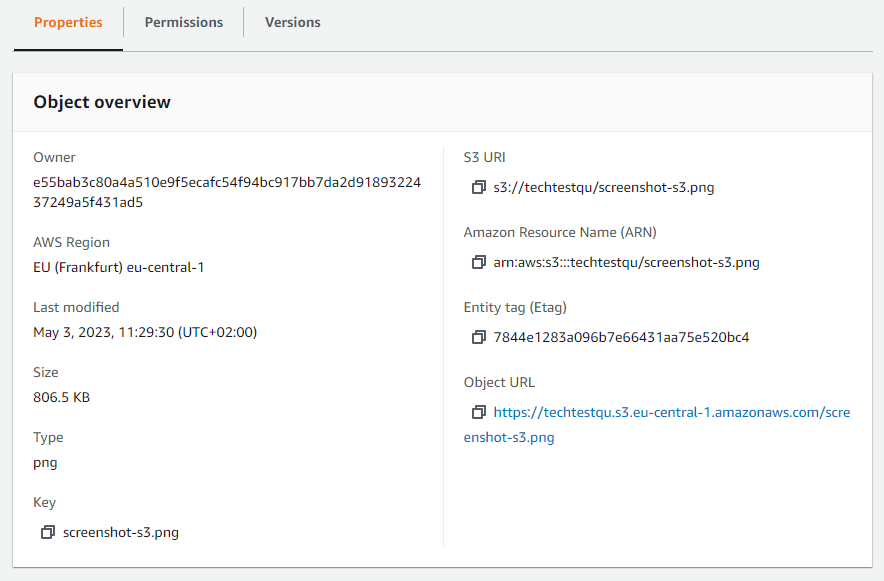 Properties
Permissions
Versions
Object overview
Owner
e55bab3c80a4a510e9f5ecafc54f94bc917bb7da2d91893224
37249a5f431ad5
AWS Region
EU (Frankfurt) eu-central-1
Last modified
May 3, 2023, 11:29:30 (UTC+02:00)
Size
806.5 KB
Type
png
Key
screenshot-s3.png
S3 URI
s3://techtestqu/screenshot-s3.png
Amazon Resource Name (ARN)
arn:aws:s3:::techtestqu/screenshot-s3.png
Entity tag (Etag)
7844e1283a096b7e66431aa75e520bc4
Object URL
https://techtestqu.s3.eu-central-1.amazonaws.com/scre
enshot-s3.png